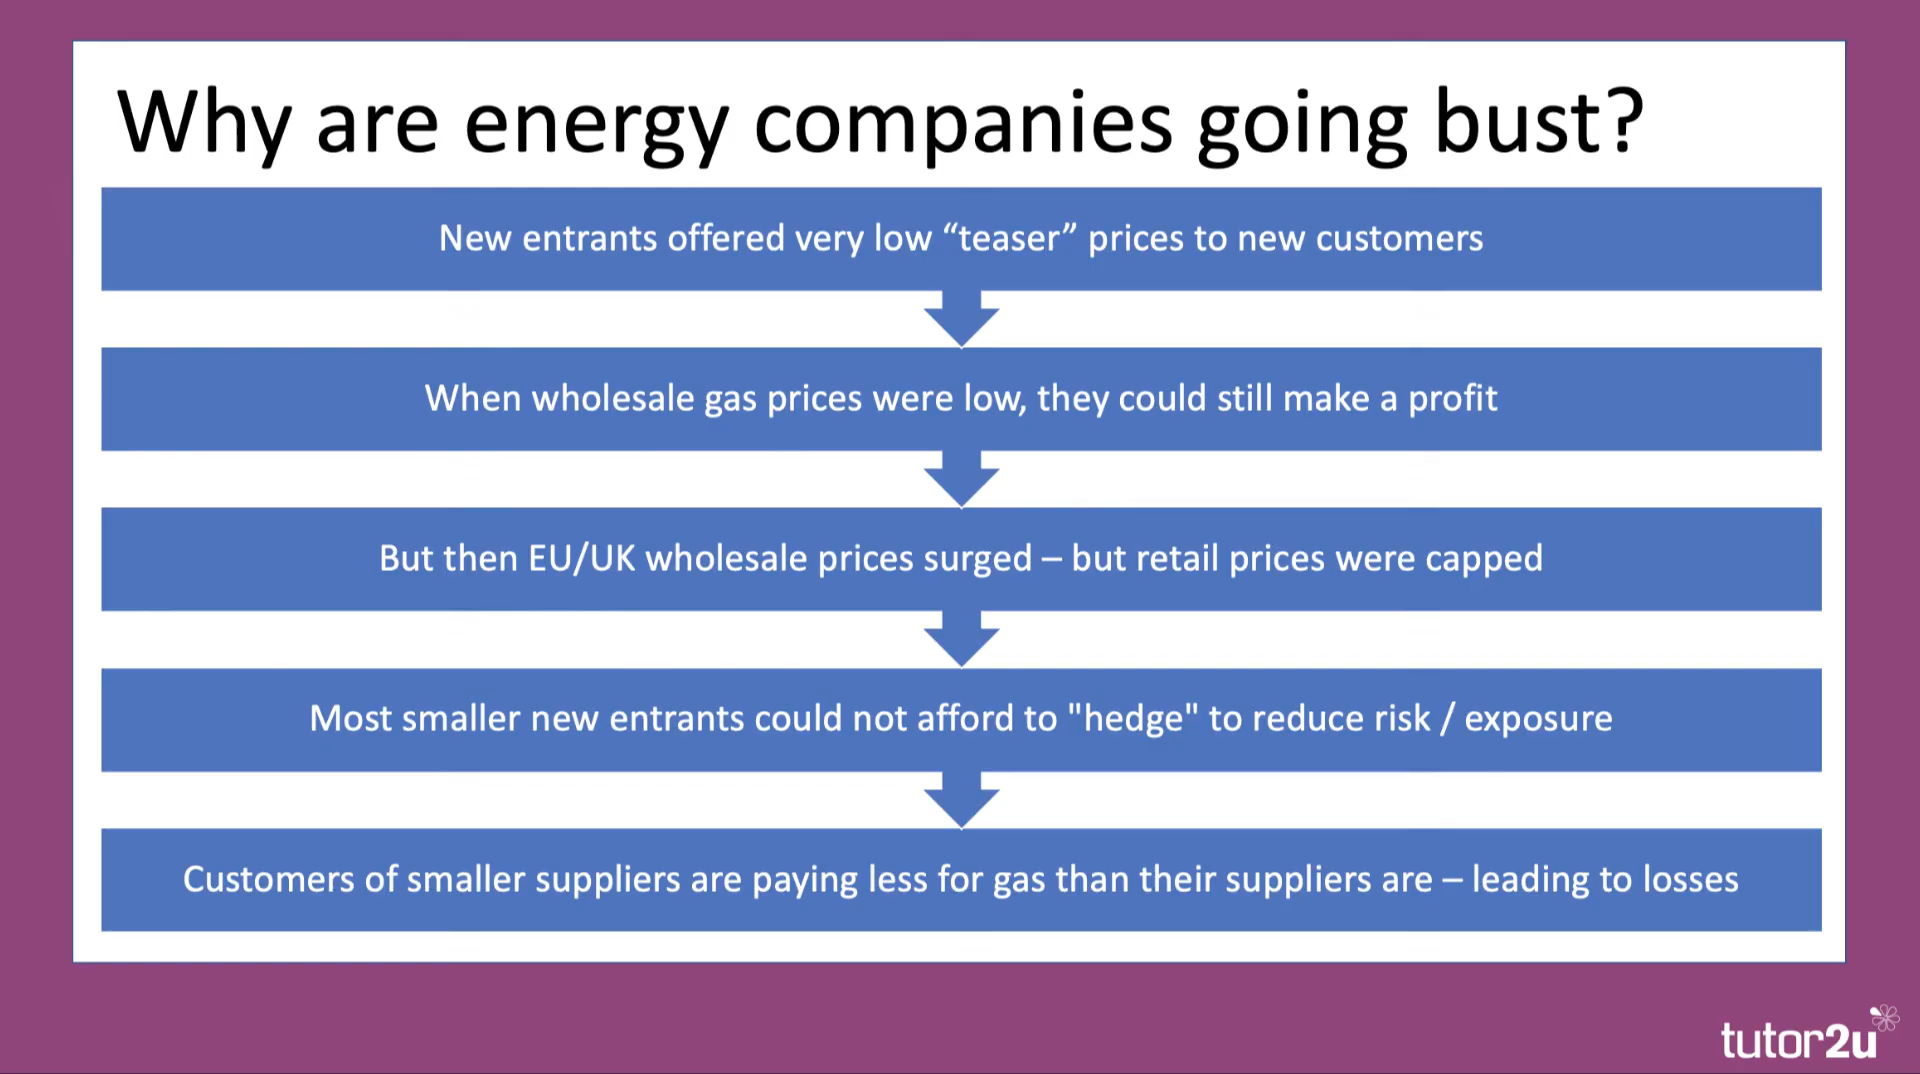 Why are energy companies going bust?
New entrants offered very low “teaser” prices to new customers
When wholesale gas prices were low, they could still make a profit
But then EU/UK wholesale prices surged – but retail prices were capped
Most smaller new entrants could not afford to "hedge" to reduce risk / exposure
Customers of smaller suppliers are paying less for gas than their suppliers are – leading to losses
tutor2u